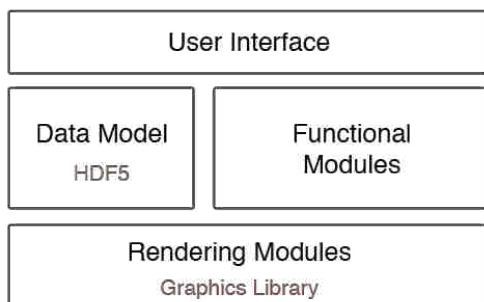 User Interface
Data Model
HDF5
Functional
Modules
Rendering Modules
Graphics Library